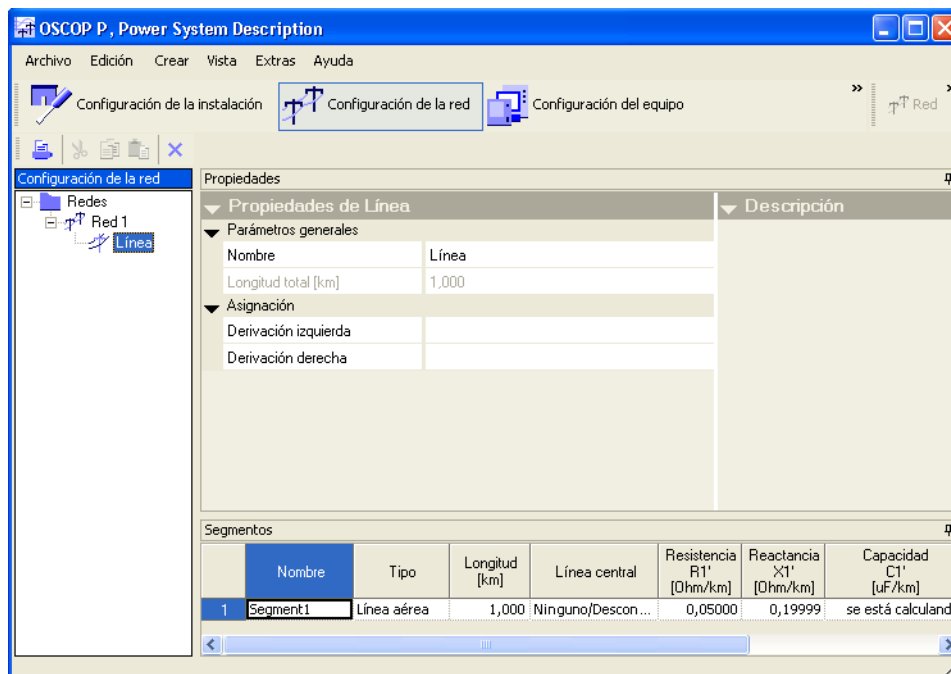 OSCOP P, Power System Description
Archivo Edición Crear Vista Extras Ayuda
Configuración de la instalación Configuración de la red Configuración del equipo » Red
Configuración de la red
Redes
Red 1
Línea
Propiedades
Propiedades de Línea
Descripción
Parámetros generales
Nombre Línea
Longitud total [km] 1,000
Asignación
Derivación izquierda
Derivación derecha
Segmentos
Nombre Tipo Longitud [km] Línea central Resistencia R1' [Ohm/km] Reactancia X1' [Ohm/km] Capacidad C1' [uF/km]
1 Segment1 Línea aérea 1,000 Ninguno/Descon... 0,05000 0,19999 se está calculand